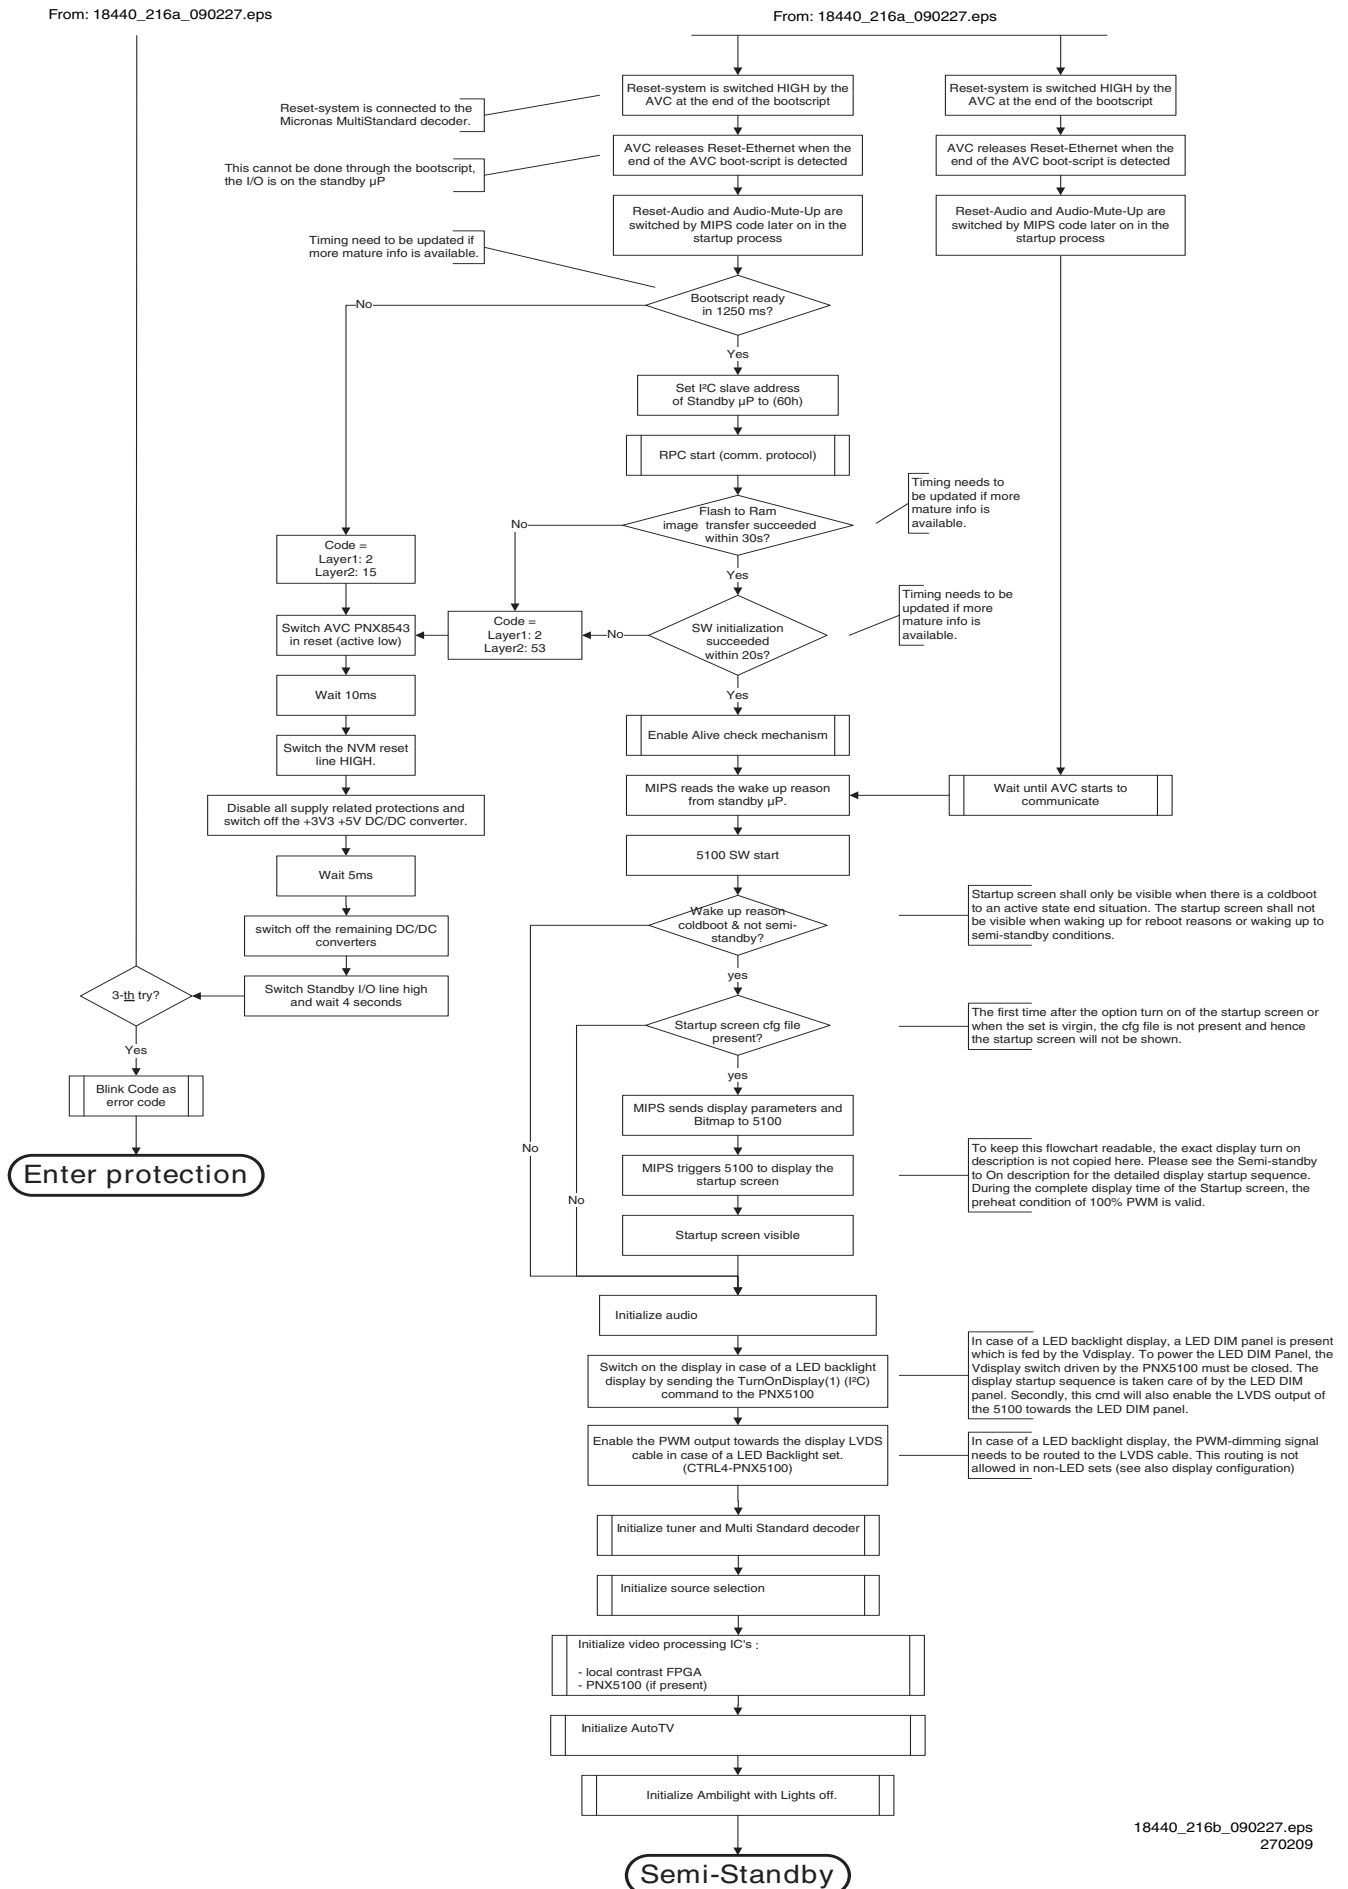 From: 18440_216a_090227.eps
From: 18440_216a_090227.eps
Reset-system is switched HIGH by the
AVC at the end of the bootscript
Reset-system is switched HIGH by the
AVC at the end of the bootscript
Reset-system is connected to the
Micronas MultiStandard decoder.
AVC releases Reset-Ethernet when the
end of the AVC boot-script is detected
AVC releases Reset-Ethernet when the
end of the AVC boot-script is detected
This cannot be done through the bootscript,
the I/O is on the standby µP
Reset-Audio and Audio-Mute-Up are
switched by MIPS code later on in the
startup process
Reset-Audio and Audio-Mute-Up are
switched by MIPS code later on in the
startup process
Timing need to be updated if
more mature info is available.
Bootscript ready
in 1250 ms?
No
Yes
Set I²C slave address
of Standby µP to (60h)
RPC start (comm. protocol)
Flash to Ram
image transfer succeeded
within 30s?
Timing needs to
be updated if more
mature info is
available.
No
Yes
Code =
Layer1: 2
Layer2: 15
SW initialization
succeeded
within 20s?
Timing needs to be
updated if more
mature info is
available.
No
Code =
Layer1: 2
Layer2: 53
Switch AVC PNX8543
in reset (active low)
Yes
Wait 10ms
Enable Alive check mechanism
Switch the NVM reset
line HIGH.
MIPS reads the wake up reason
from standby µP.
Wait until AVC starts to
communicate
Disable all supply related protections and
switch off the +3V3 +5V DC/DC converter.
5100 SW start
Wait 5ms
Wake up reason
coldboot & not semi-
standby?
Startup screen shall only be visible when there is a coldboot
to an active state end situation. The startup screen shall not
be visible when waking up for reboot reasons or waking up to
semi-standby conditions.
switch off the remaining DC/DC
converters
yes
Switch Standby I/O line high
and wait 4 seconds
3-th try?
Startup screen cfg file
present?
The first time after the option turn on of the startup screen or
when the set is virgin, the cfg file is not present and hence
the startup screen will not be shown.
Yes
yes
Blink Code as
error code
MIPS sends display parameters and
Bitmap to 5100
No
Enter protection
MIPS triggers 5100 to display the
startup screen
To keep this flowchart readable, the exact display turn on
description is not copied here. Please see the Semi-standby
to On description for the detailed display startup sequence.
During the complete display time of the Startup screen, the
preheat condition of 100% PWM is valid.
No
Startup screen visible
Initialize audio
Switch on the display in case of a LED backlight
display by sending the TurnOnDisplay(1) (I²C)
command to the PNX5100
In case of a LED backlight display, a LED DIM panel is present
which is fed by the Vdisplay. To power the LED DIM Panel, the
Vdisplay switch driven by the PNX5100 must be closed. The
display startup sequence is taken care of by the LED DIM
panel. Secondly, this cmd will also enable the LVDS output of
the 5100 towards the LED DIM panel.
Enable the PWM output towards the display LVDS
cable in case of a LED Backlight set.
(CTRL4-PNX5100)
In case of a LED backlight display, the PWM-dimming signal
needs to be routed to the LVDS cable. This routing is not
allowed in non-LED sets (see also display configuration)
Initialize tuner and Multi Standard decoder
Initialize source selection
Initialize video processing IC's :
- local contrast FPGA
- PNX5100 (if present)
Initialize AutoTV
Initialize Ambilight with Lights off.
Semi-Standby
18440_216b_090227.eps
270209